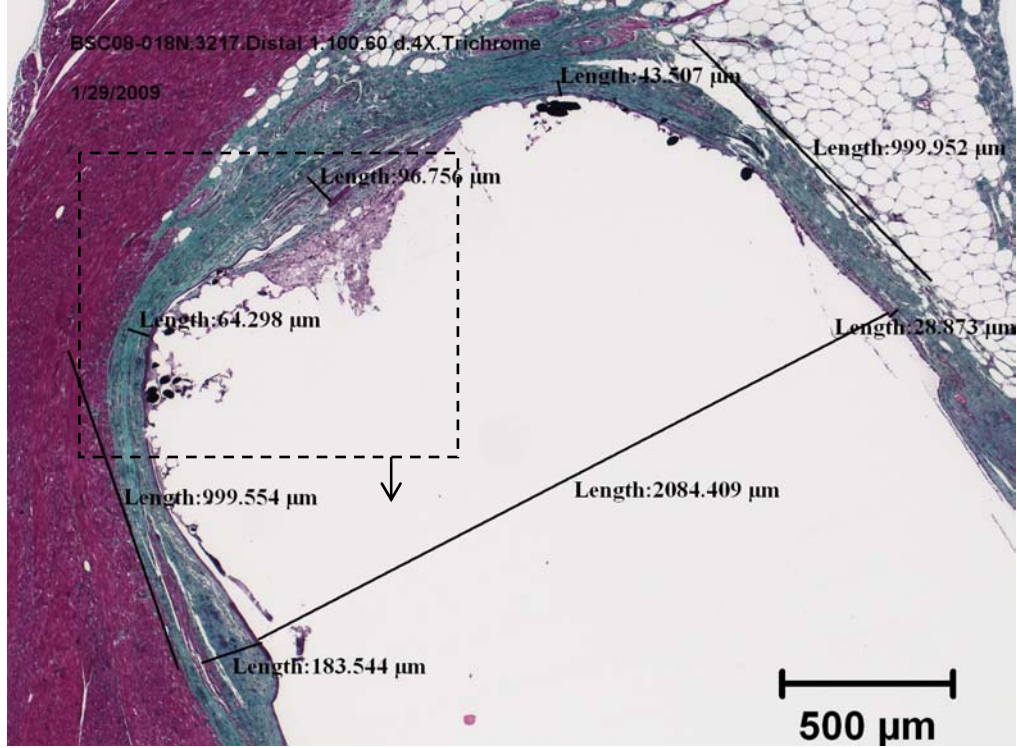 BSC08-018N.3217.Distal 1.100.60 d.4X.Trichrome
1/29/2009
Length:43.507 µm
Length:999.952 µm
Length:96.756 µm
Length:64.298 µm
Length:28.873 µm
Length:999.554 µm
Length:2084.409 µm
Length:183.544 µm
500 µm